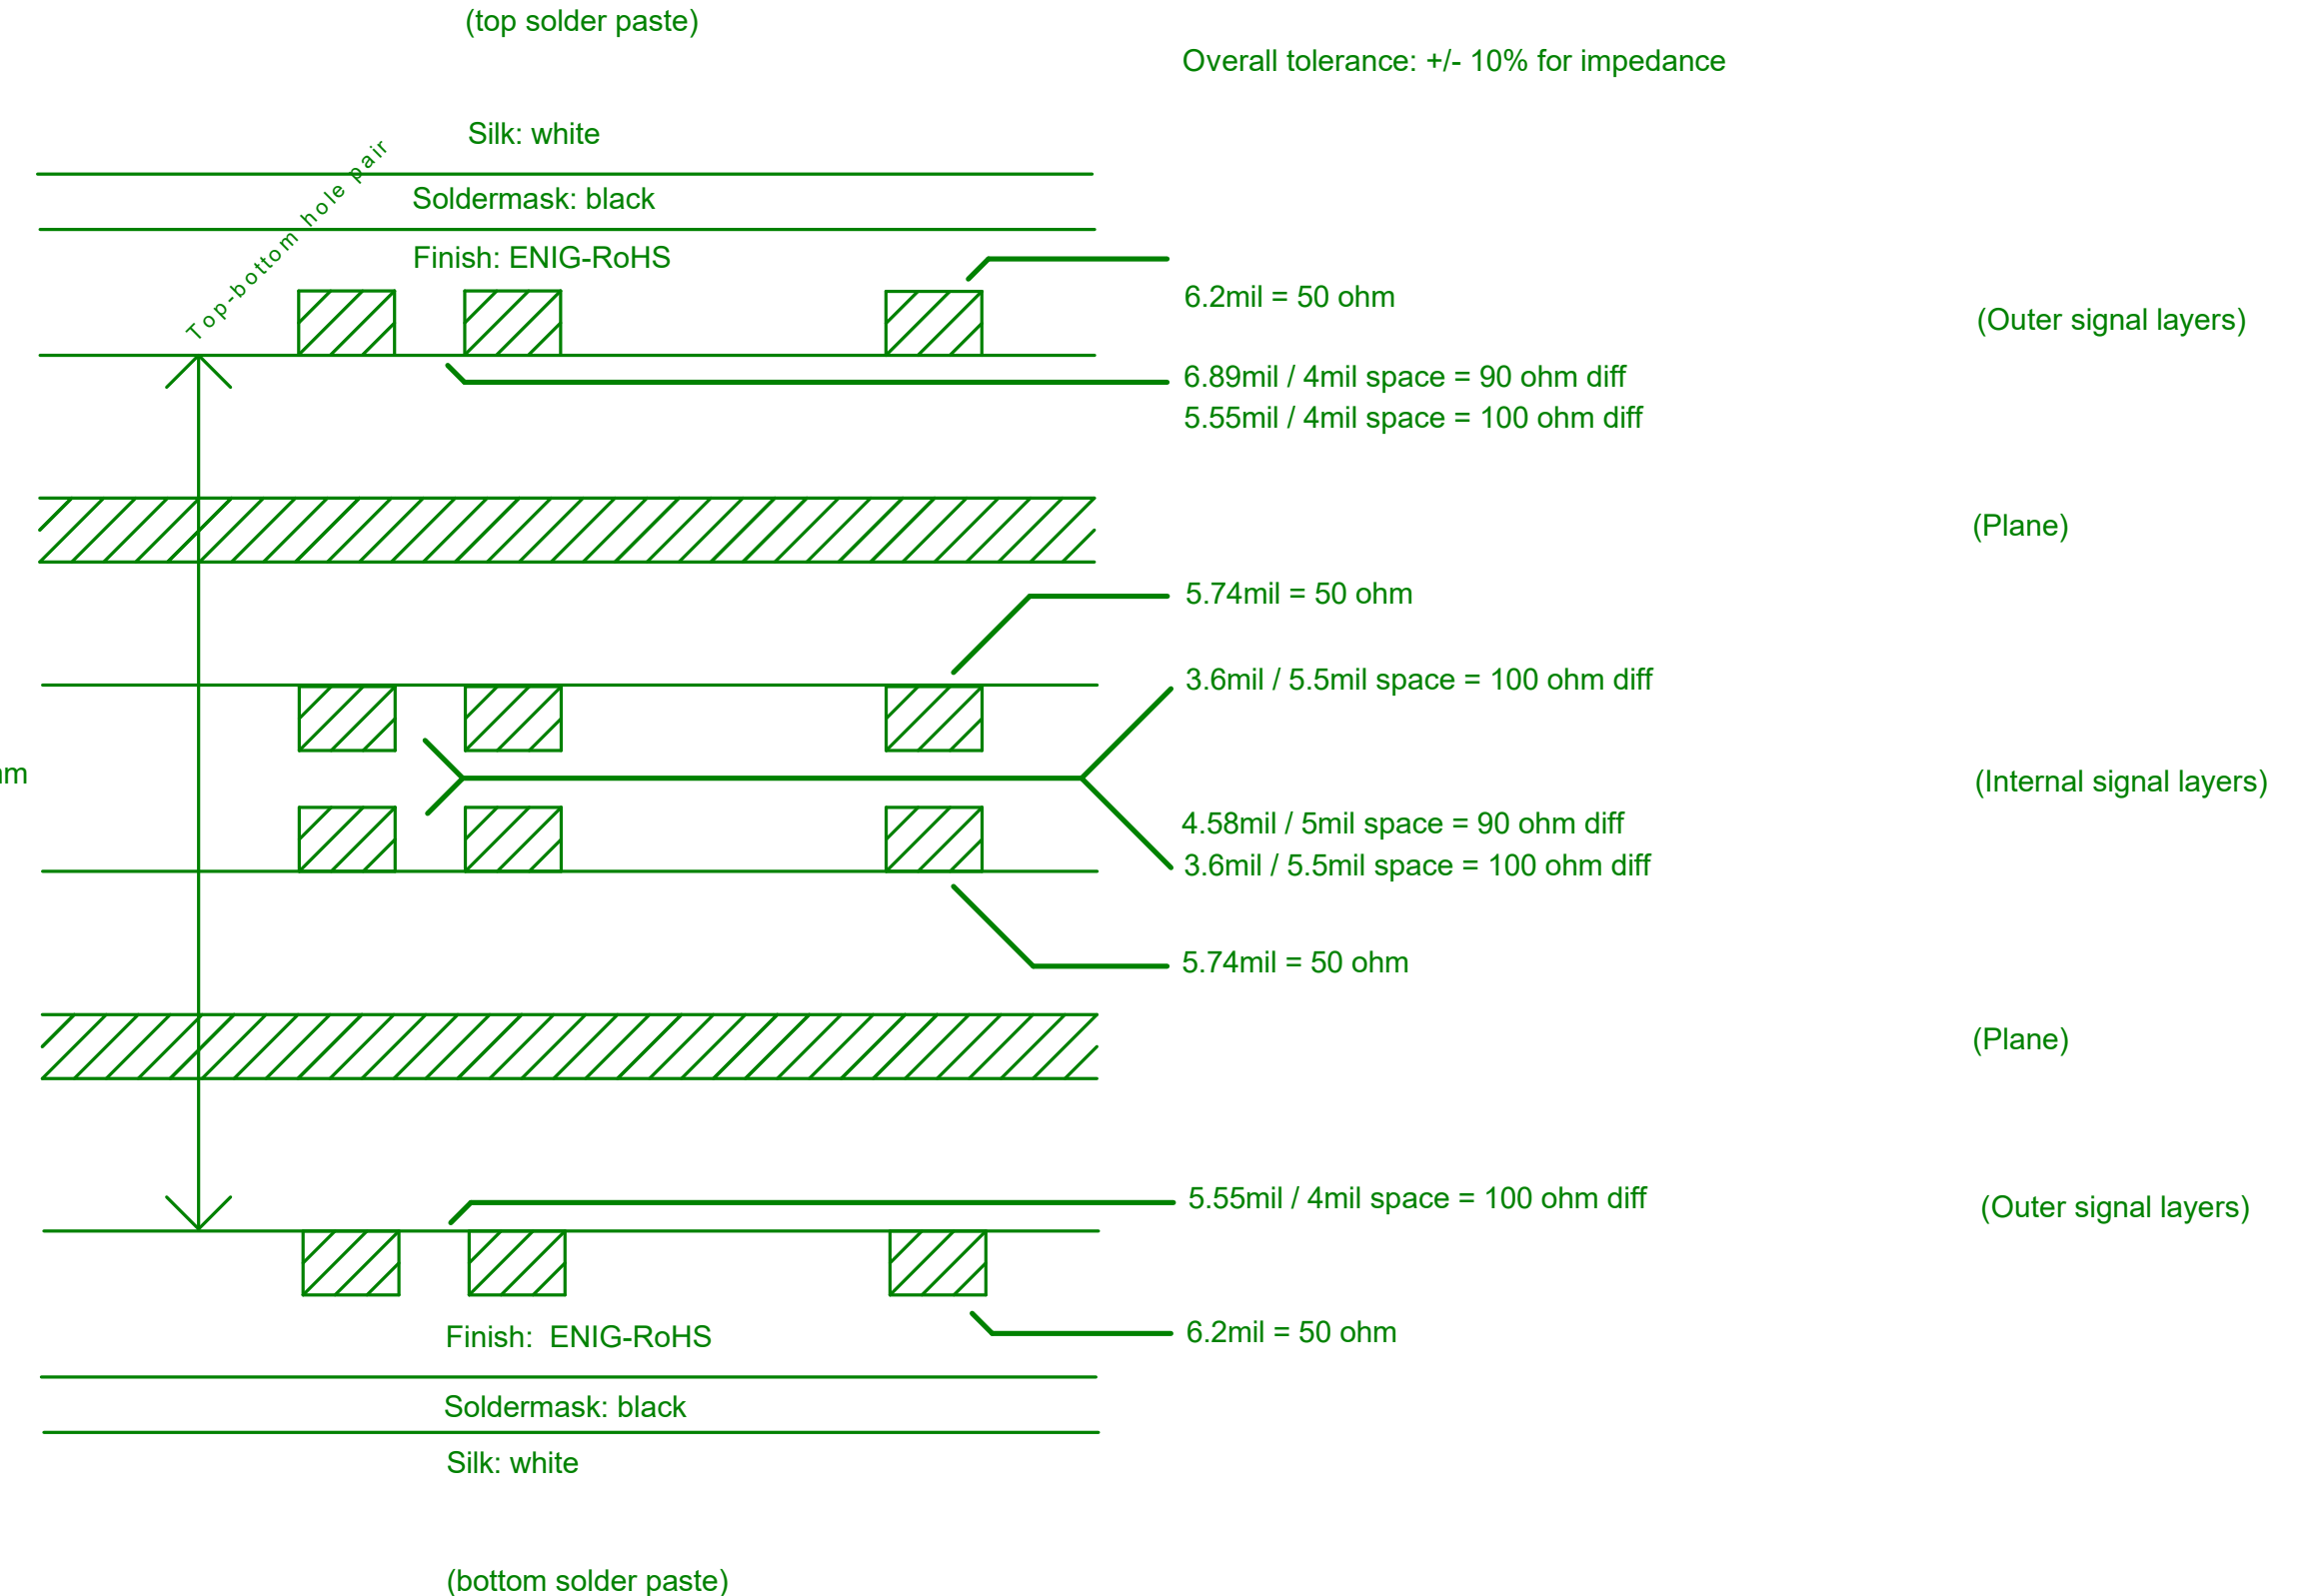 (top solder paste)
Overall tolerance: +/- 10% for impedance
Silk: white
Top-bottom hole pair
Soldermask: black
Finish: ENIG-RoHS
6.2mil = 50 ohm
(Outer signal layers)
6.89mil / 4mil space = 90 ohm diff
5.55mil / 4mil space = 100 ohm diff
(Plane)
5.74mil = 50 ohm
3.6mil / 5.5mil space = 100 ohm diff
(Internal signal layers)
4.58mil / 5mil space = 90 ohm diff
3.6mil / 5.5mil space = 100 ohm diff
5.74mil = 50 ohm
(Plane)
5.55mil / 4mil space = 100 ohm diff
(Outer signal layers)
6.2mil = 50 ohm
Finish:  ENIG-RoHS
Soldermask: black
Silk: white
(bottom solder paste)